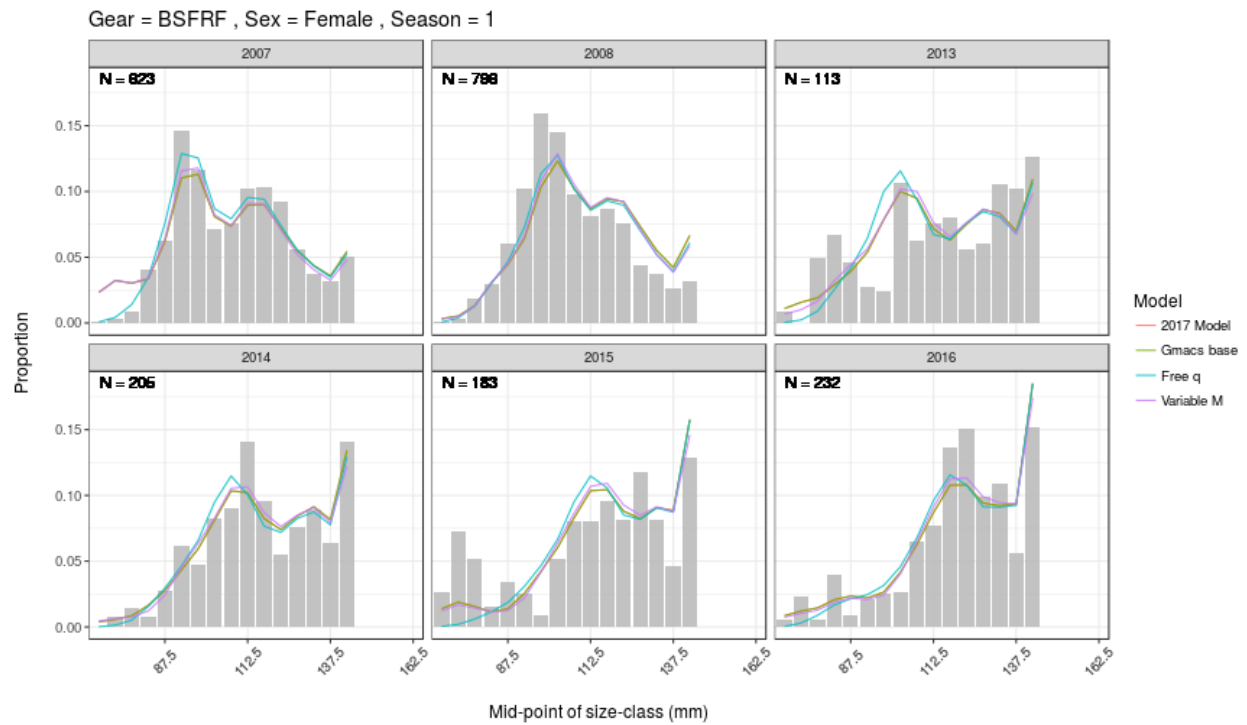 Gear = BSFRF , Sex = Female , Season = 1
2007
2008
2013
N = 623
N = 798
N = 113
0.15
0.10
0.05
0.00
2014
2015
2016
N = 205
N = 183
N = 232
0.15
0.10
0.05
0.00
Proportion
87.5
112.5
137.5
162.5
87.5
112.5
137.5
162.5
87.5
112.5
137.5
162.5
Mid-point of size-class (mm)
Model
2017 Model
Gmacs base
Free q
Variable M